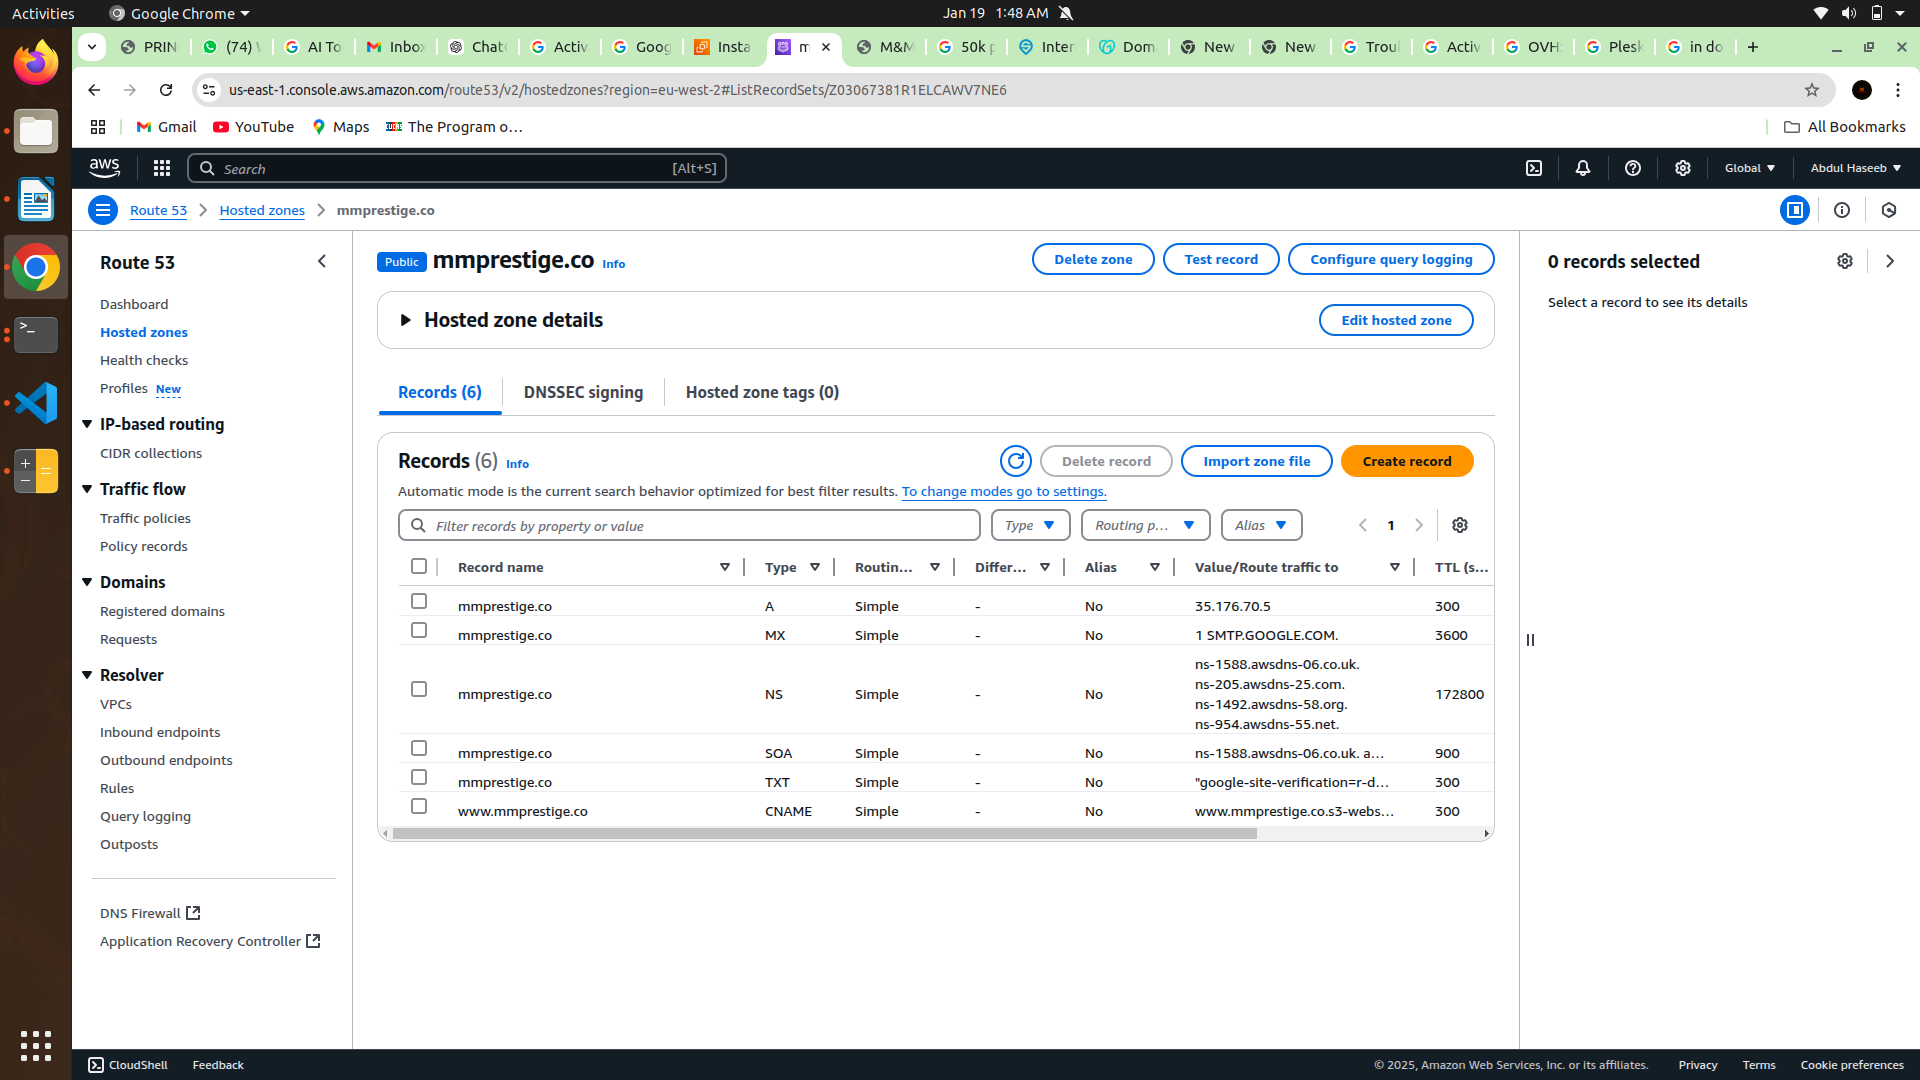 Activities
Google Chrome
Jan 19 1:48 AM
PRIN
(74)
AI To
Inbo
Chat
Activ
Goog
Insta
m
M&M
50k p
Inter
Dom
New
New
Trou
Activ
OVH
Plesk
in do
us-east-1.console.aws.amazon.com/route53/v2/hostedzones?region=eu-west-2#ListRecordSets/Z03067381R1ELCAWV7NE6
Gmail
YouTube
Maps
The Program o...
All Bookmarks
aws
Search
[Alt+S]
Global
Abdul Haseeb
Route 53
Hosted zones
mmprestige.co
Route 53
Dashboard
Hosted zones
Health checks
Profiles New
IP-based routing
CIDR collections
Traffic flow
Traffic policies
Policy records
Domains
Registered domains
Requests
Resolver
VPCs
Inbound endpoints
Outbound endpoints
Rules
Query logging
Outposts
DNS Firewall
Application Recovery Controller
Public mmprestige.co Info
Delete zone
Test record
Configure query logging
Hosted zone details
Edit hosted zone
Records (6)
DNSSEC signing
Hosted zone tags (0)
Records (6) Info
Delete record
Import zone file
Create record
Automatic mode is the current search behavior optimized for best filter results. To change modes go to settings.
Filter records by property or value
Type
Routing p...
Alias
1
Record name Type Routin... Differ... Alias Value/Route traffic to TTL (s...
mmprestige.co A Simple - No 35.176.70.5 300
mmprestige.co MX Simple - No 1 SMTP.GOOGLE.COM. 3600
mmprestige.co NS Simple - No ns-1588.awsdns-06.co.uk. 172800
ns-205.awsdns-25.com.
ns-1492.awsdns-58.org.
ns-954.awsdns-55.net.
mmprestige.co SOA Simple - No ns-1588.awsdns-06.co.uk. a... 900
mmprestige.co TXT Simple - No "google-site-verification=r-d... 300
www.mmprestige.co CNAME Simple - No www.mmprestige.co.s3-webs... 300
0 records selected
Select a record to see its details
CloudShell
Feedback
© 2025, Amazon Web Services, Inc. or its affiliates.
Privacy
Terms
Cookie preferences